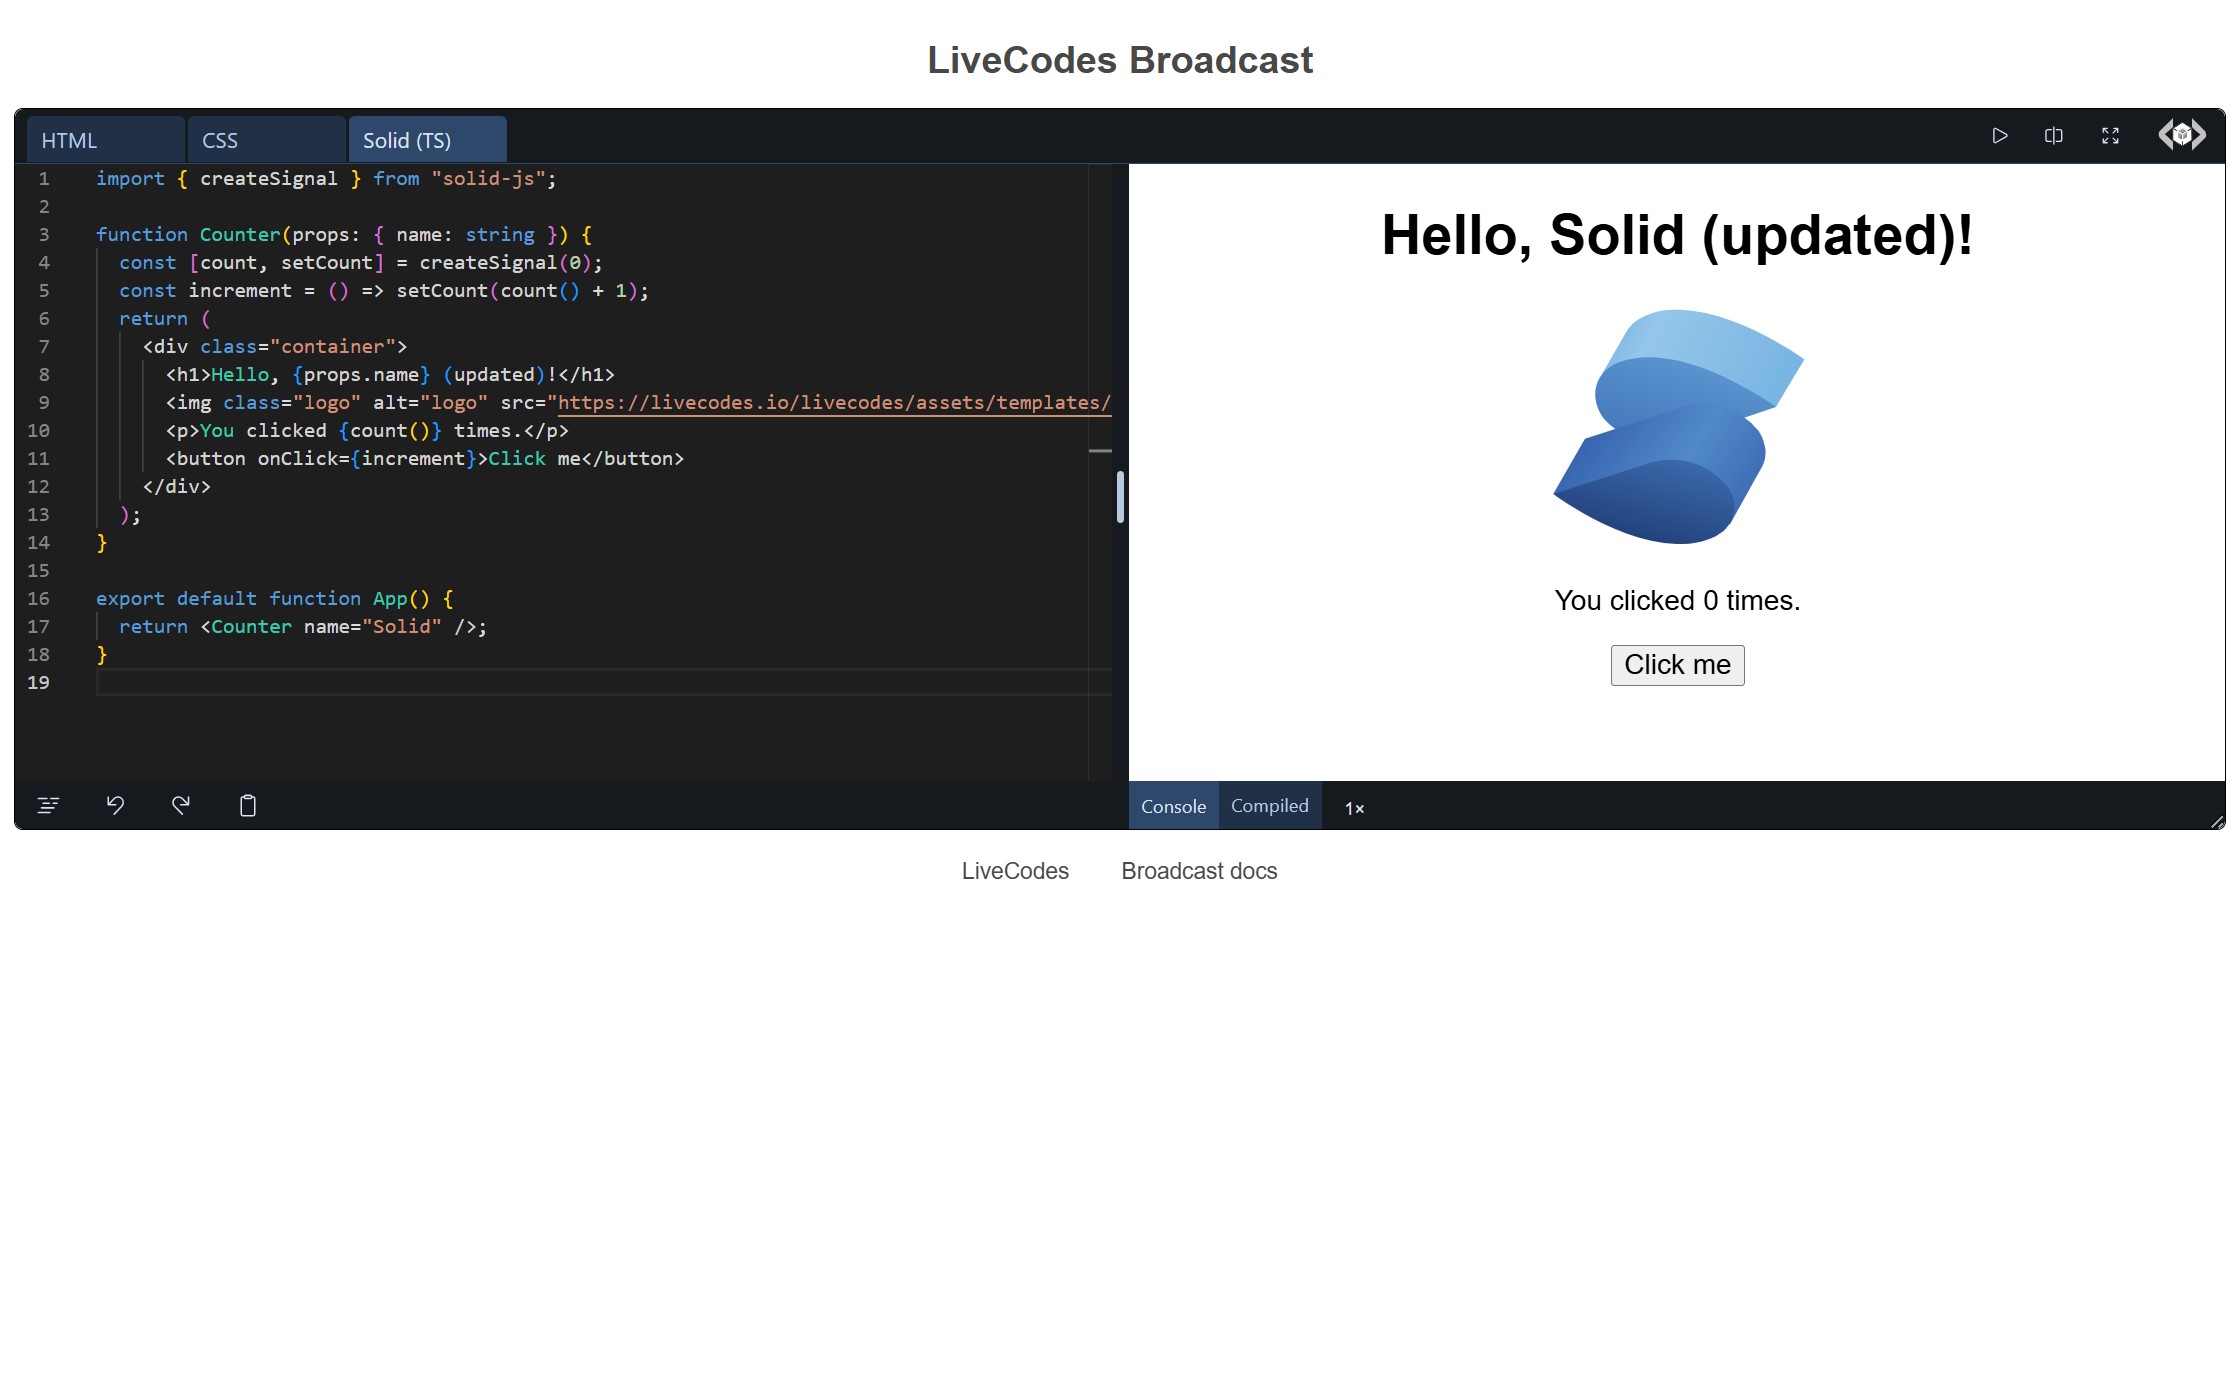 LiveCodes Broadcast
HTML
CSS
Solid (TS)
1 import { createSignal } from "solid-js";
2
3 function Counter(props: { name: string }) {
4   const [count, setCount] = createSignal(0);
5   const increment = () => setCount(count() + 1);
6   return (
7     <div class="container">
8       <h1>Hello, {props.name} (updated)!</h1>
9       <img class="logo" alt="logo" src="https://livecodes.io/livecodes/assets/templates/
10       <p>You clicked {count()} times.</p>
11       <button onClick={increment}>Click me</button>
12     </div>
13   );
14 }
15
16 export default function App() {
17   return <Counter name="Solid" />;
18 }
19
Hello, Solid (updated)!
You clicked 0 times.
Click me
Console
Compiled
1×
LiveCodes
Broadcast docs